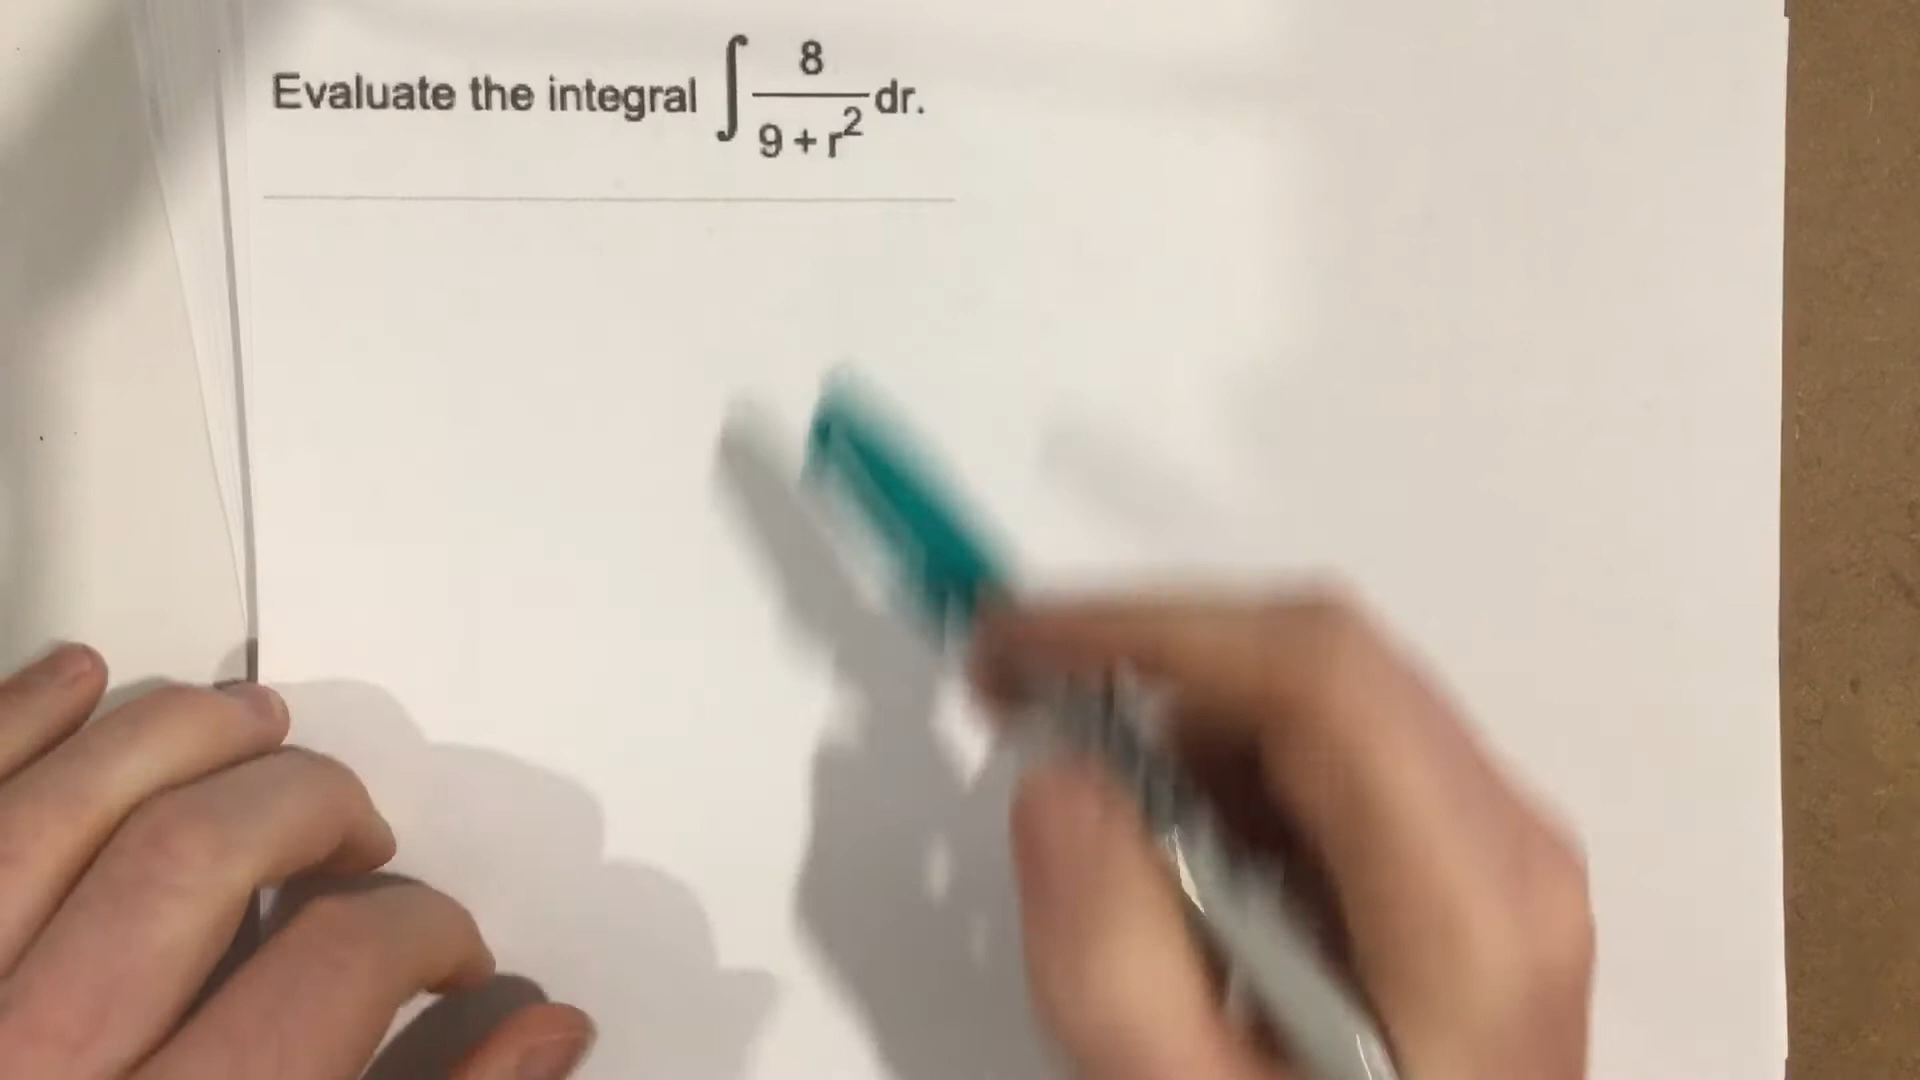 Evaluate the integral ∫ 8/(9 + r²) dr.